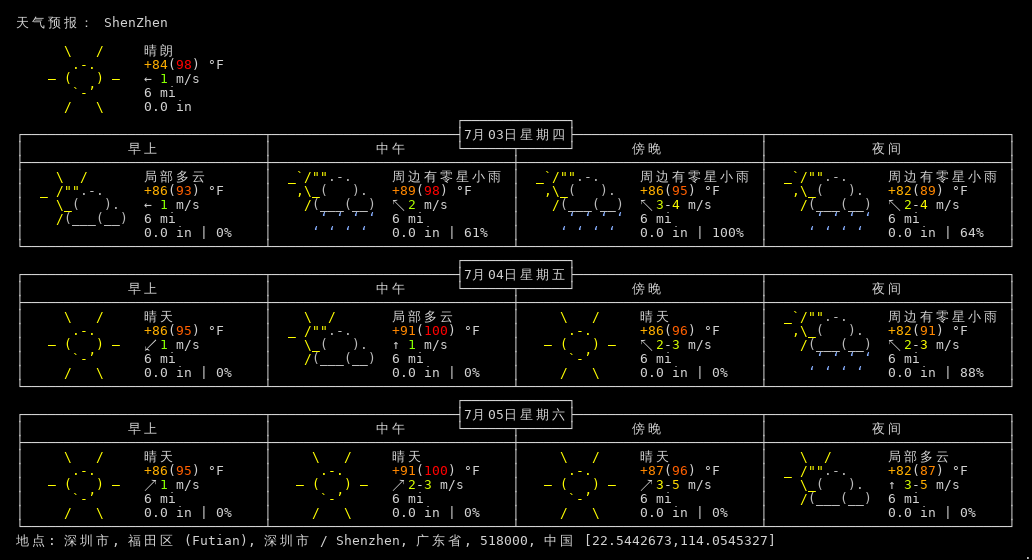 天气预报： ShenZhen
晴朗
+84(98) °F
← 1 m/s
6 mi
0.0 in
7月03日星期四
早上 中午 傍晚 夜间
局部多云 周边有零星小雨 周边有零星小雨 周边有零星小雨
+86(93) °F +89(98) °F +86(95) °F +82(89) °F
← 1 m/s ↖ 2 m/s ↖ 3-4 m/s ↖ 2-4 m/s
6 mi 6 mi 6 mi 6 mi
0.0 in | 0% 0.0 in | 61% 0.0 in | 100% 0.0 in | 64%
7月04日星期五
早上 中午 傍晚 夜间
晴天 局部多云 晴天 周边有零星小雨
+86(95) °F +91(100) °F +86(96) °F +82(91) °F
↙ 1 m/s ↑ 1 m/s ↖ 2-3 m/s ↖ 2-3 m/s
6 mi 6 mi 6 mi 6 mi
0.0 in | 0% 0.0 in | 0% 0.0 in | 0% 0.0 in | 88%
7月05日星期六
早上 中午 傍晚 夜间
晴天 晴天 晴天 局部多云
+86(95) °F +91(100) °F +87(96) °F +82(87) °F
↗ 1 m/s ↗ 2-3 m/s ↗ 3-5 m/s ↑ 3-5 m/s
6 mi 6 mi 6 mi 6 mi
0.0 in | 0% 0.0 in | 0% 0.0 in | 0% 0.0 in | 0%
地点: 深圳市, 福田区 (Futian), 深圳市 / Shenzhen, 广东省, 518000, 中国 [22.5442673,114.0545327]